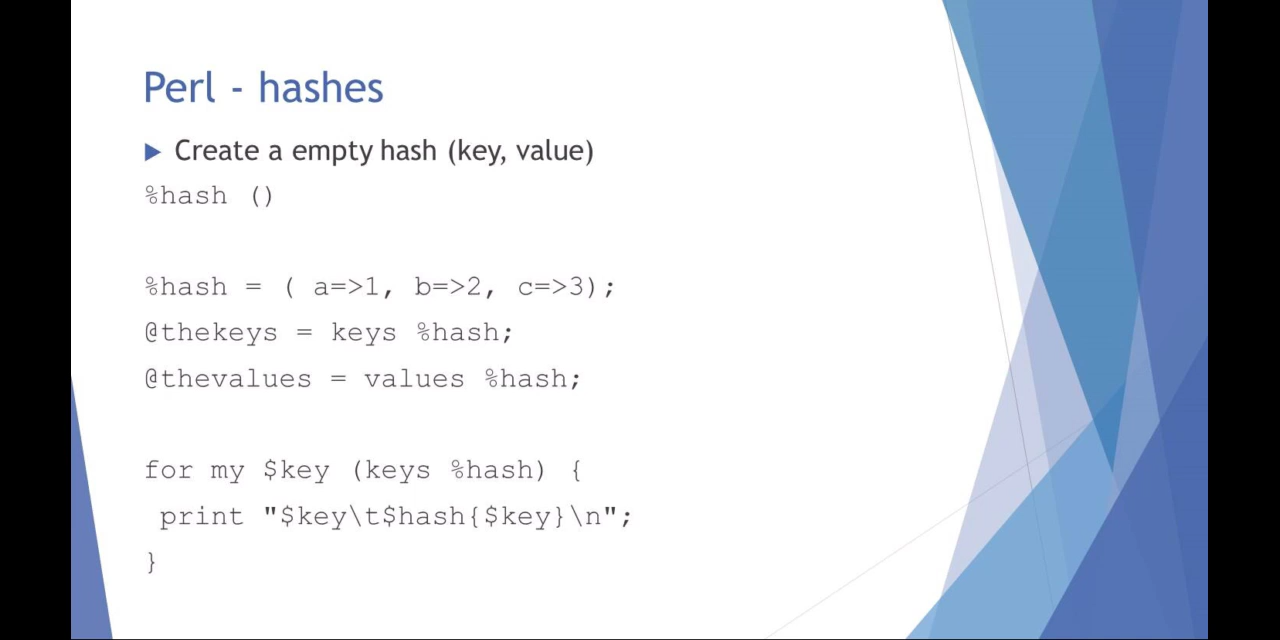 Perl - hashes
Create a empty hash (key, value)
%hash ()
%hash = ( a=>1, b=>2, c=>3);
@thekeys = keys %hash;
@thevalues = values %hash;
for my $key (keys %hash) {
 print "$key\t$hash{$key}\n";
}